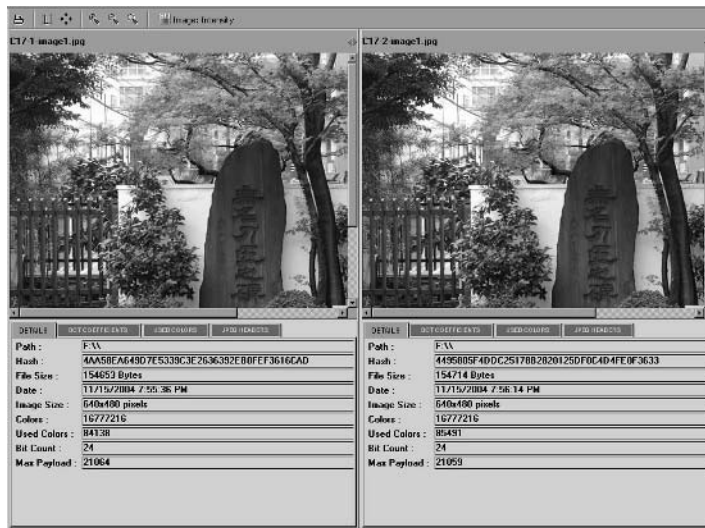 Image Intensity
C17-1-image1.jpg
C17-2-image1.jpg
DETAILS DCT COEFFICIENTS USED COLORS JPEG HEADERS
Path : F:\\
Hash : 4AA58EA649D7E5339C3E2636392EB0FEF3616CAD
File Size : 154653 Bytes
Date : 11/15/2004 7:55:36 PM
Image Size : 640x480 pixels
Colors : 16777216
Used Colors : 84138
Bit Count : 24
Max Payload : 21064
DETAILS DCT COEFFICIENTS USED COLORS JPEG HEADERS
Path : F:\\
Hash : 4495805F4DDC25178B2820125DF0C4D4FE0F3633
File Size : 154714 Bytes
Date : 11/15/2004 7:56:14 PM
Image Size : 640x480 pixels
Colors : 16777216
Used Colors : 85491
Bit Count : 24
Max Payload : 21059